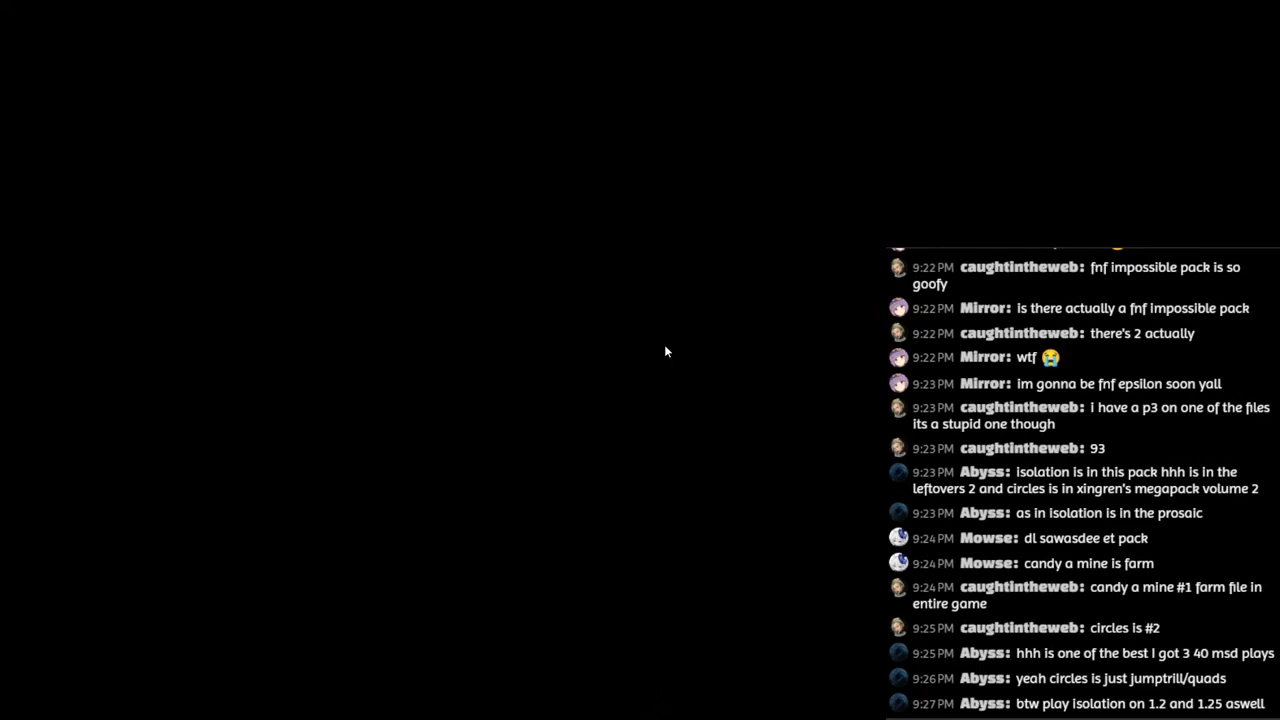 9:22 PM caughtintheweb: fnf impossible pack is so
goofy
9:22 PM Mirror: is there actually a fnf impossible pack
9:22 PM caughtintheweb: there's 2 actually
9:22 PM Mirror: wtf 😭
9:23 PM Mirror: im gonna be fnf epsilon soon yall
9:23 PM caughtintheweb: i have a p3 on one of the files
its a stupid one though
9:23 PM caughtintheweb: 93
9:23 PM Abyss: isolation is in this pack hhh is in the
leftovers 2 and circles is in xingren's megapack volume 2
9:23 PM Abyss: as in isolation is in the prosaic
9:24 PM Mowse: dl sawasdee et pack
9:24 PM Mowse: candy a mine is farm
9:24 PM caughtintheweb: candy a mine #1 farm file in
entire game
9:25 PM caughtintheweb: circles is #2
9:25 PM Abyss: hhh is one of the best I got 3 40 msd plays
9:26 PM Abyss: yeah circles is just jumptrill/quads
9:27 PM Abyss: btw play isolation on 1.2 and 1.25 aswell